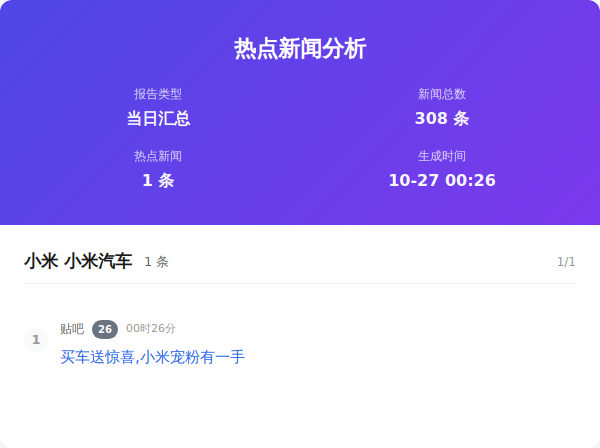 热点新闻分析
报告类型
新闻总数
当日汇总
308 条
热点新闻
生成时间
1 条
10-27 00:26
小米 小米汽车 1 条 1/1
1 贴吧 26 00时26分
买车送惊喜,小米宠粉有一手